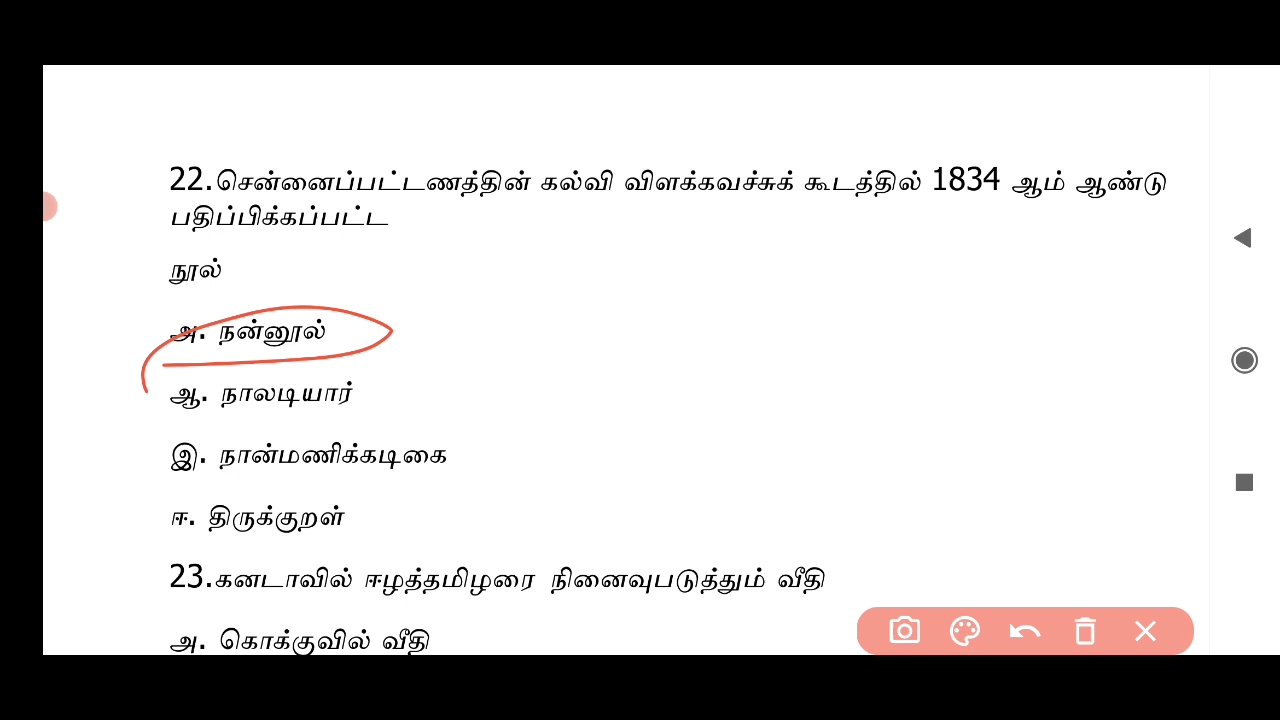 22.சென்னைப்பட்டணத்தின் கல்வி விளக்கவச்சுக் கூடத்தில் 1834 ஆம் ஆண்டு
பதிப்பிக்கப்பட்ட
நூல்
அ. நன்னூல்
ஆ. நாலடியார்
இ. நான்மணிக்கடிகை
ஈ. திருக்குறள்
23.கனடாவில் ஈழத்தமிழரை நினைவுபடுத்தும் வீதி
அ. கொக்குவில் வீதி